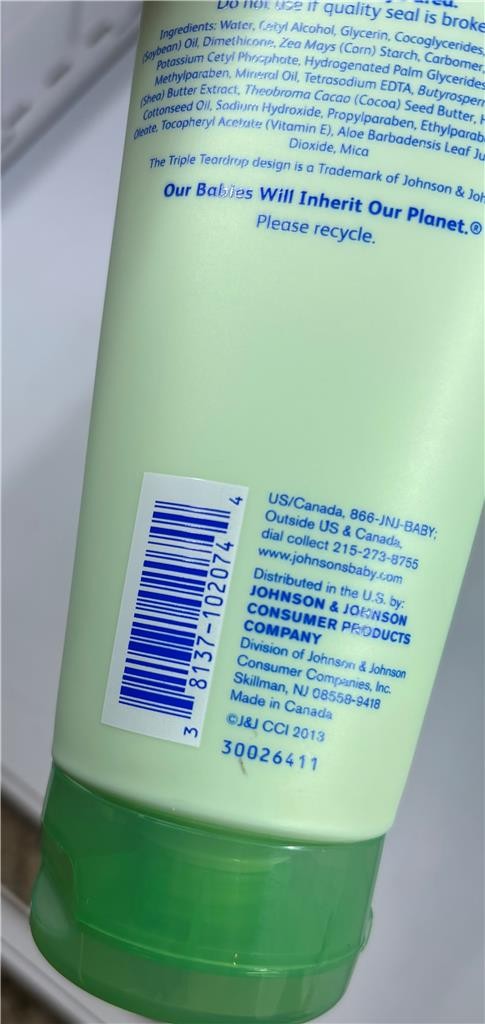 Do not use if quality seal is broke
Ingredients: Water, Cetyl Alcohol, Glycerin, Cocoglycerides,
(Soybean) Oil, Dimethicone, Zea Mays (Corn) Starch, Carbomer,
Potassium Cetyl Phosphate, Hydrogenated Palm Glycerides
Methylparaben, Mineral Oil, Tetrasodium EDTA, Butyrosperm
(Shea) Butter Extract, Theobroma Cacao (Cocoa) Seed Butter, H
Cottonseed Oil, Sodium Hydroxide, Propylparaben, Ethylparab
Oleate, Tocopheryl Acetate (Vitamin E), Aloe Barbadensis Leaf Ju
Dioxide, Mica
The Triple Teardrop design is a Trademark of Johnson & Joh
Our Babies Will Inherit Our Planet.®
Please recycle.
3 8137-102074 4
US/Canada, 866-JNJ-BABY;
Outside US & Canada,
dial collect 215-273-8755
www.johnsonsbaby.com
Distributed in the U.S. by:
JOHNSON & JOHNSON
CONSUMER PRODUCTS
COMPANY
Division of Johnson & Johnson
Consumer Companies, Inc.
Skillman, NJ 08558-9418
Made in Canada
©J&J CCI 2013
30026411